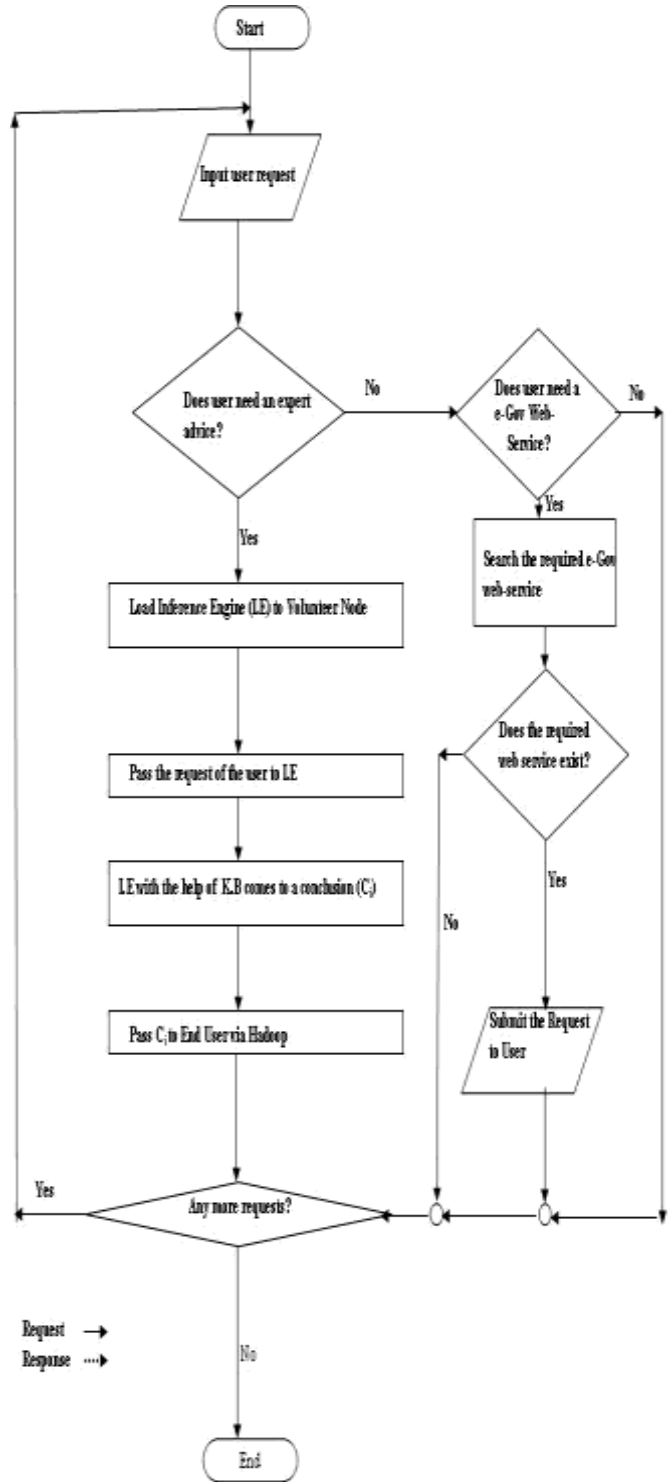 Start
Input user request
Does user need an expert
advice?
No
Does user need a
e-Gov Web-
Service?
No
Yes
Yes
Search the required e-Gov
web-service
Load Inference Engine (I.E) to Volunteer Node
Does the required
web service exist?
Pass the request of the user to I.E
I.E with the help of K.B comes to a conclusion (Ci)
Yes
No
Pass Ci to End User via Hadoop
Submit the Request
to User
Yes
Any more requests?
Request
Response
No
End